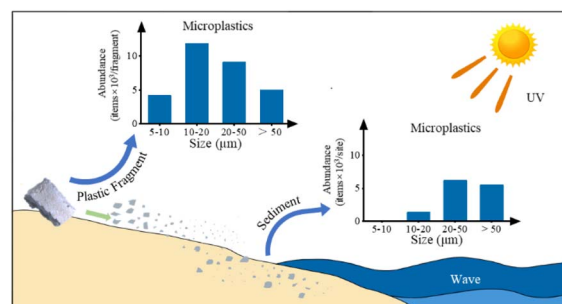 Microplastics
Abundance
(items×10³/fragment)
10
5
0
5-10 10-20 20-50 > 50
Size (μm)
Plastic Fragment
UV
Microplastics
Abundance
(items×10³/site)
10
5
0
5-10 10-20 20-50 > 50
Size (μm)
Sediment
Wave